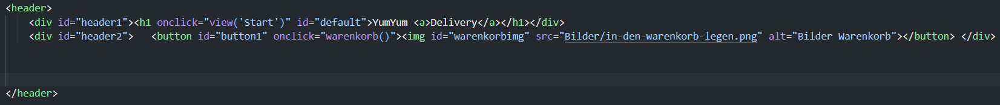 <header>
<div id="header1"><h1 onclick="view('Start')" id="default">YumYum <a>Delivery</a></h1></div>
<div id="header2">   <button id="button1" onclick="warenkorb()"><img id="warenkorbimg" src="Bilder/in-den-warenkorb-legen.png" alt="Bilder Warenkorb"></button> </div>
</header>